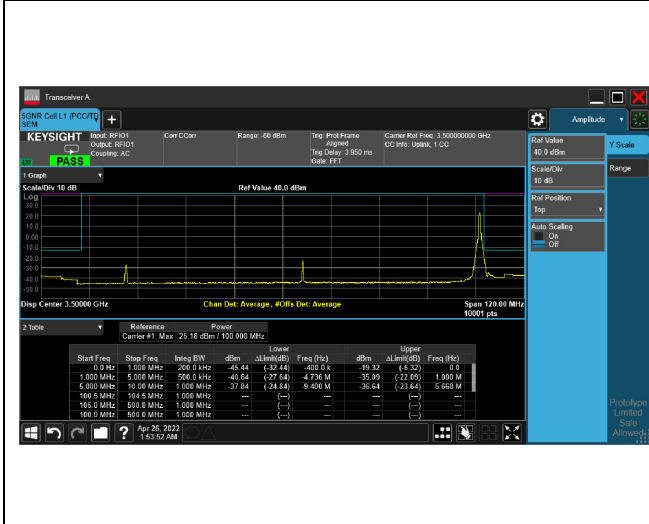 Transceiver A
5GNR Cell L1 (PCC/TD
SEM
+
KEYSIGHT
PASS
Input: RFIO1
Output: RFIO1
Coupling: AC
Corr CCorr
Range: -60 dBm
Trig: Prot Frame
Aligned
Trig Delay: 3.950 ms
Gate: FFT
Carrier Ref Freq: 3.500000000 GHz
CC Info: Uplink, 1 CC
1 Graph
Scale/Div 10 dB
Ref Value 40.0 dBm
Log
30.0
20.0
10.0
0.00
-10.0
-20.0
-30.0
-40.0
-50.0
Disp Center 3.50000 GHz
Chan Det: Average , #Offs Det: Average
Span 120.00 MHz
10001 pts
2 Table
Reference Power
Carrier #1 Max 25.18 dBm / 100.000 MHz
Lower Upper
Start Freq Stop Freq Integ BW dBm ΔLimit(dB) Freq (Hz) dBm ΔLimit(dB) Freq (Hz)
0.0 Hz 1.000 MHz 200.0 kHz -45.44 (-32.44) -400.0 k -19.32 (-6.32) 0.0
1.000 MHz 5.000 MHz 500.0 kHz -40.64 (-27.64) -4.736 M -35.09 (-22.09) 1.000 M
5.000 MHz 10.00 MHz 1.000 MHz -37.84 (-24.84) -9.400 M -36.64 (-23.64) 5.668 M
100.5 MHz 104.5 MHz 1.000 MHz --- (---) --- (---)
105.0 MHz 500.0 MHz 1.000 MHz --- (---) --- (---)
100.0 MHz 500.0 MHz 1.000 MHz --- (---) --- (---)
?
Apr 26, 2022
1:53:52 AM
Amplitude
Ref Value
40.0 dBm
Scale/Div
10 dB
Ref Position
Top
Auto Scaling
On
Off
Y Scale
Range
Prototype
Limited
Sale
Allowed